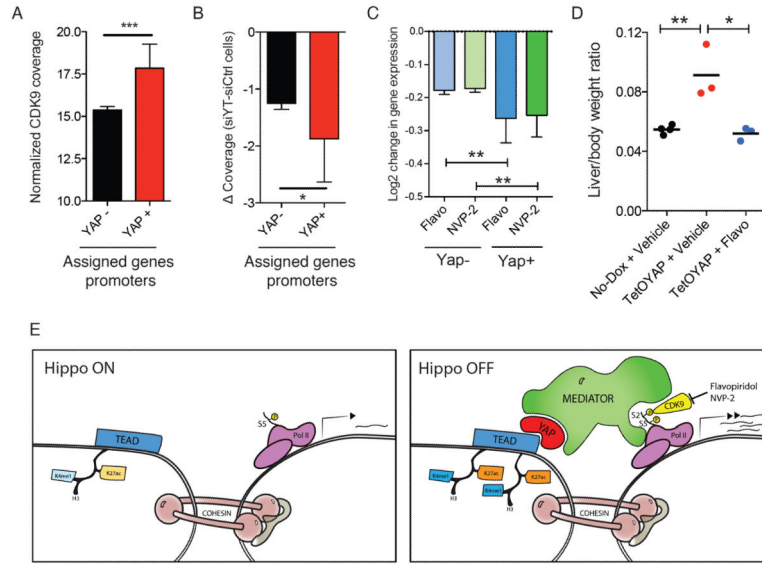 A
***
20.0
17.5
15.0
12.5
10.0
Normalized CDK9 coverage
YAP -
YAP +
Assigned genes
promoters
B
0
-1
-2
-3
Δ Coverage (siYT-siCtrl cells)
*
YAP-
YAP+
Assigned genes
promoters
C
0.0
-0.1
-0.2
-0.3
-0.4
-0.5
Log2 change in gene expression
**
**
Flavo
NVP-2
Flavo
NVP-2
Yap-
Yap+
D
**
*
0.12
0.08
0.04
0.00
Liver/body weight ratio
No-Dox + Vehicle
TetOYAP + Vehicle
TetOYAP + Flavo
E
Hippo ON
TEAD
K4me1
K27ac
H3
COHESIN
S5
P
Pol II
Hippo OFF
MEDIATOR
YAP
TEAD
K4me1
K27ac
K4me1
K27ac
H3
H3
COHESIN
S2
P
S5
P
CDK9
Pol II
Flavopiridol
NVP-2